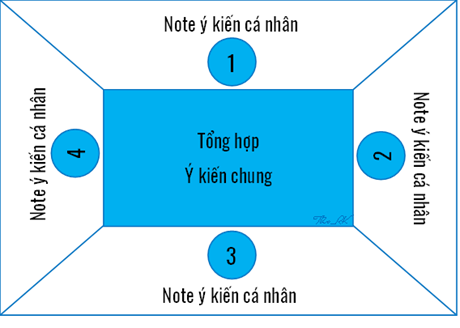 Note ý kiến cá nhân
1
Note ý kiến cá nhân
4
Tổng hợp
Ý kiến chung
2
Note ý kiến cá nhân
3
Note ý kiến cá nhân